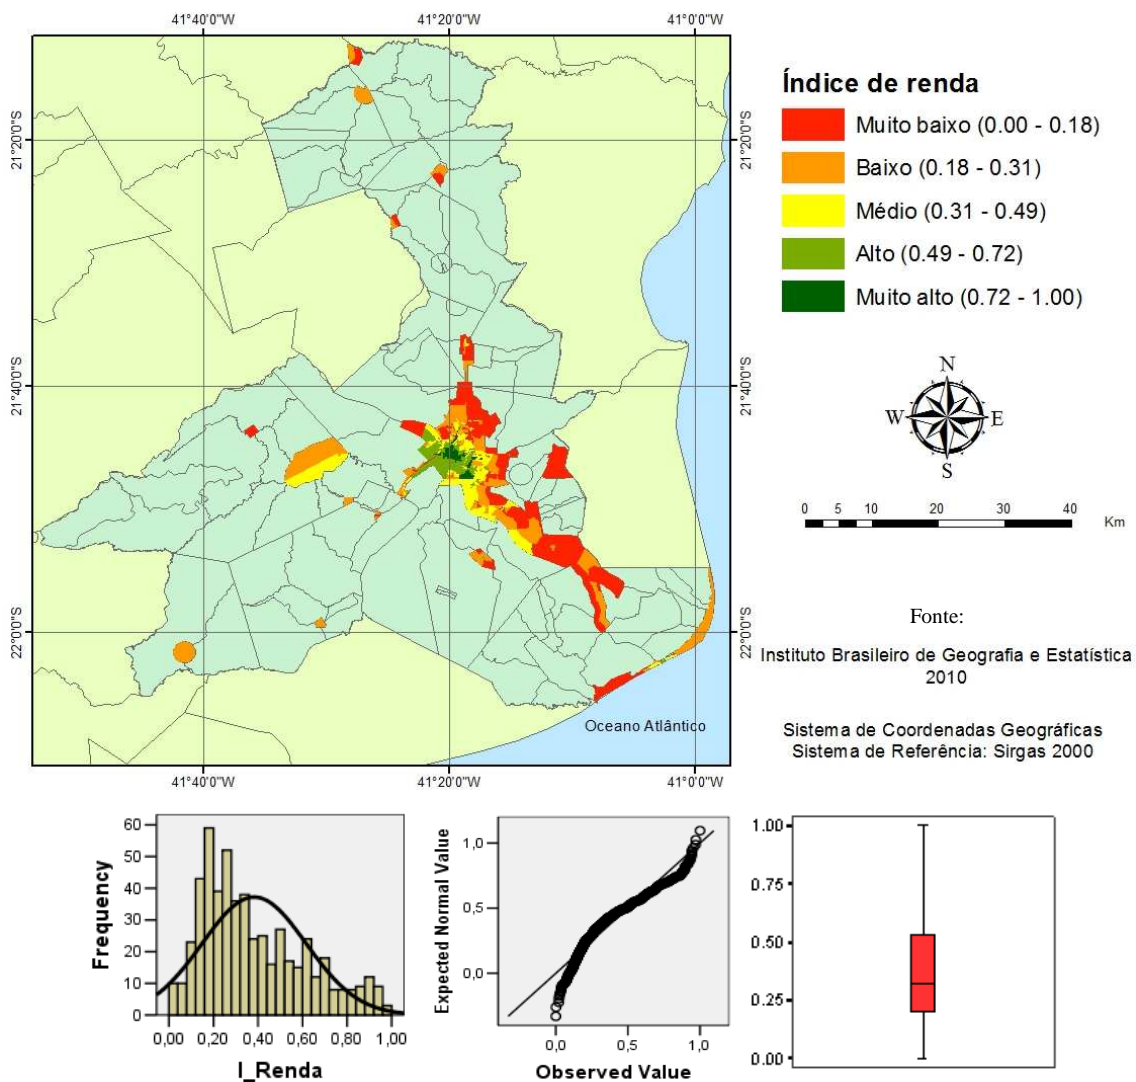 41°40'0"W 41°20'0"W 41°0'0"W
21°20'0"S
21°40'0"S
22°0'0"S
21°20'0"S
21°40'0"S
22°0'0"S
Oceano Atlântico
41°40'0"W 41°20'0"W 41°0'0"W
Índice de renda
Muito baixo (0.00 - 0.18)
Baixo (0.18 - 0.31)
Médio (0.31 - 0.49)
Alto (0.49 - 0.72)
Muito alto (0.72 - 1.00)
N
W E
S
0 5 10 20 30 40
Km
Fonte:
Instituto Brasileiro de Geografia e Estatística
2010
Sistema de Coordenadas Geográficas
Sistema de Referência: Sirgas 2000
Frequency
60
50
40
30
20
10
0
0,00 0,20 0,40 0,60 0,80 1,00
I_Renda
Expected Normal Value
1,0
0,5
0,0
0,0 0,5 1,0
Observed Value
1.00
0.75
0.50
0.25
0.00